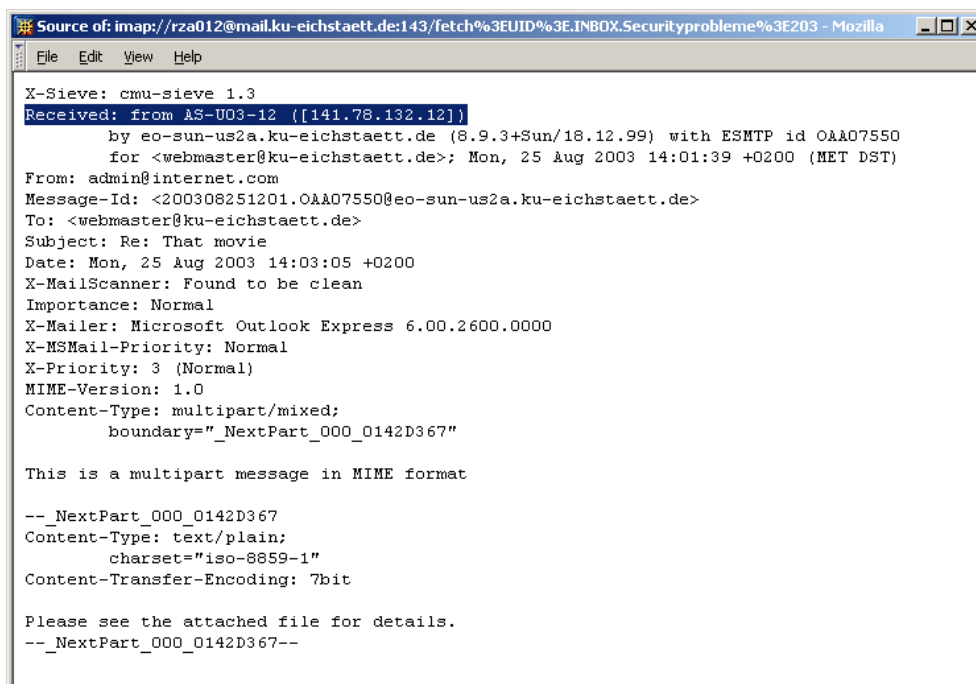 Source of: imap://rza012@mail.ku-eichstaett.de:143/fetch%3EUID%3E.INBOX.Securityprobleme%3E203 - Mozilla
File Edit View Help
X-Sieve: cmu-sieve 1.3
Received: from AS-U03-12 ([141.78.132.12])
by eo-sun-us2a.ku-eichstaett.de (8.9.3+Sun/18.12.99) with ESMTP id OAA07550
for <webmaster@ku-eichstaett.de>; Mon, 25 Aug 2003 14:01:39 +0200 (MET DST)
From: admin@internet.com
Message-Id: <200308251201.OAA07550@eo-sun-us2a.ku-eichstaett.de>
To: <webmaster@ku-eichstaett.de>
Subject: Re: That movie
Date: Mon, 25 Aug 2003 14:03:05 +0200
X-MailScanner: Found to be clean
Importance: Normal
X-Mailer: Microsoft Outlook Express 6.00.2600.0000
X-MSMail-Priority: Normal
X-Priority: 3 (Normal)
MIME-Version: 1.0
Content-Type: multipart/mixed;
boundary="_NextPart_000_0142D367"
This is a multipart message in MIME format
--_NextPart_000_0142D367
Content-Type: text/plain;
charset="iso-8859-1"
Content-Transfer-Encoding: 7bit
Please see the attached file for details.
--_NextPart_000_0142D367--